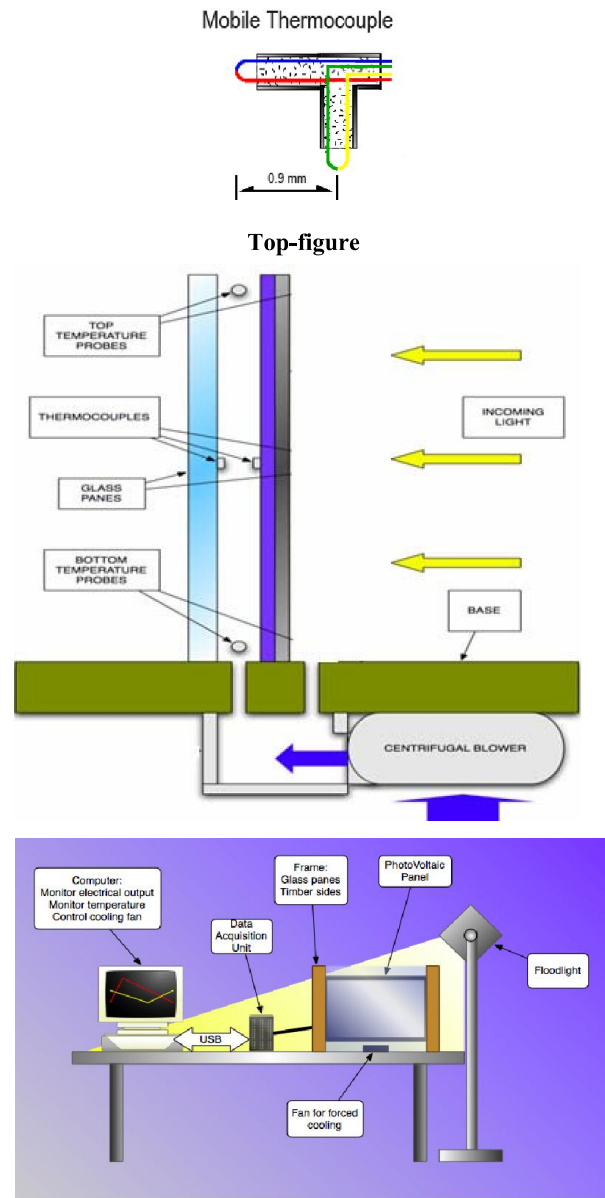 Mobile Thermocouple
0.9 mm
Top-figure
TOP
TEMPERATURE
PROBES
THERMOCOUPLES
INCOMING
LIGHT
GLASS
PANES
BOTTOM
TEMPERATURE
PROBES
BASE
CENTRIFUGAL BLOWER
Computer:
Monitor electrical output
Monitor temperature
Control cooling fan
Frame:
Glass panes
Timber sides
PhotoVoltaic
Panel
Data
Acquisition
Unit
Floodlight
USB
Fan for forced
cooling